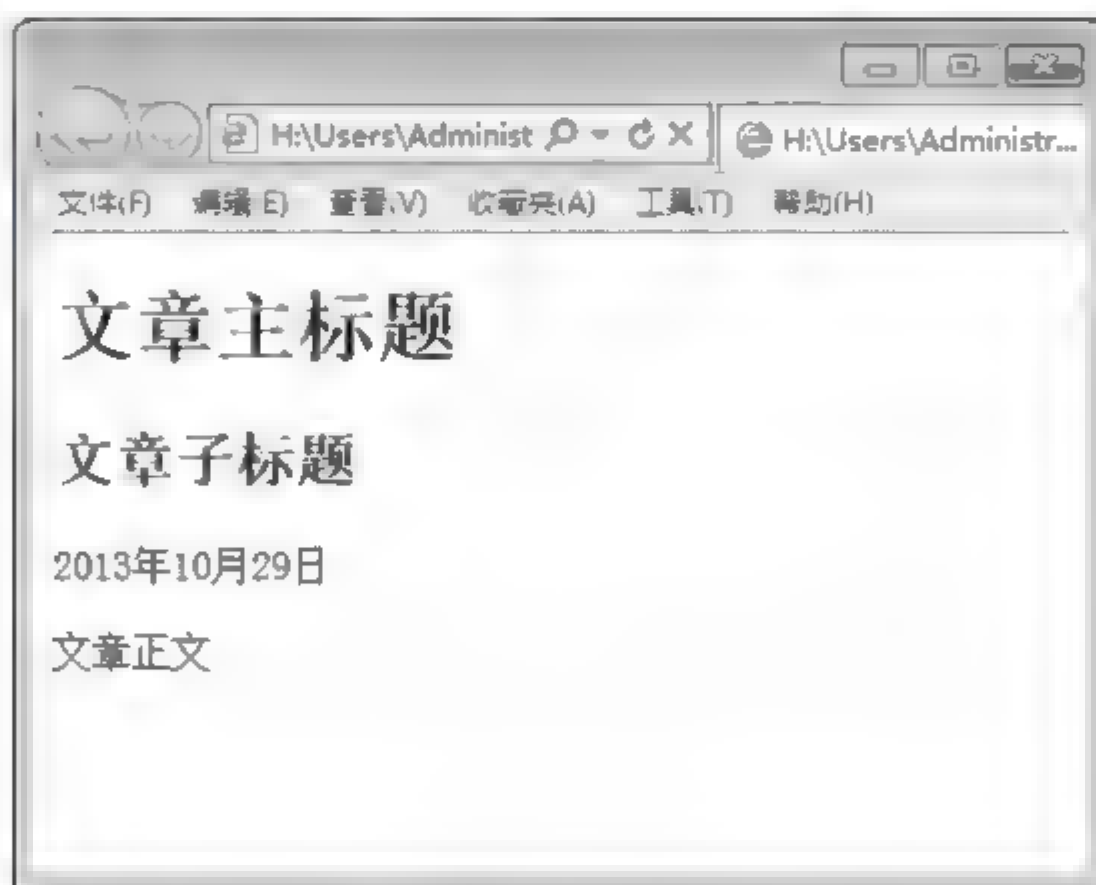 H:\Users\Administ H:\Users\Administr...
文件(F) 编辑(E) 查看(V) 收藏夹(A) 工具(T) 帮助(H)
文章主标题
文章子标题
2013年10月29日
文章正文